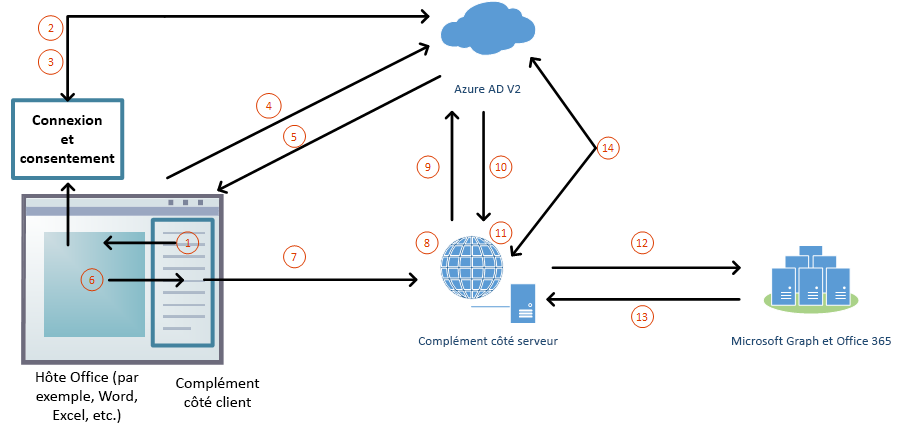 2
3
Azure AD V2
4
5
Connexion
et
consentement
9
10
14
1
8
11
7
12
6
13
Complément côté serveur
Microsoft Graph et Office 365
Hôte Office (par
exemple, Word,
Excel, etc.)
Complément
côté client